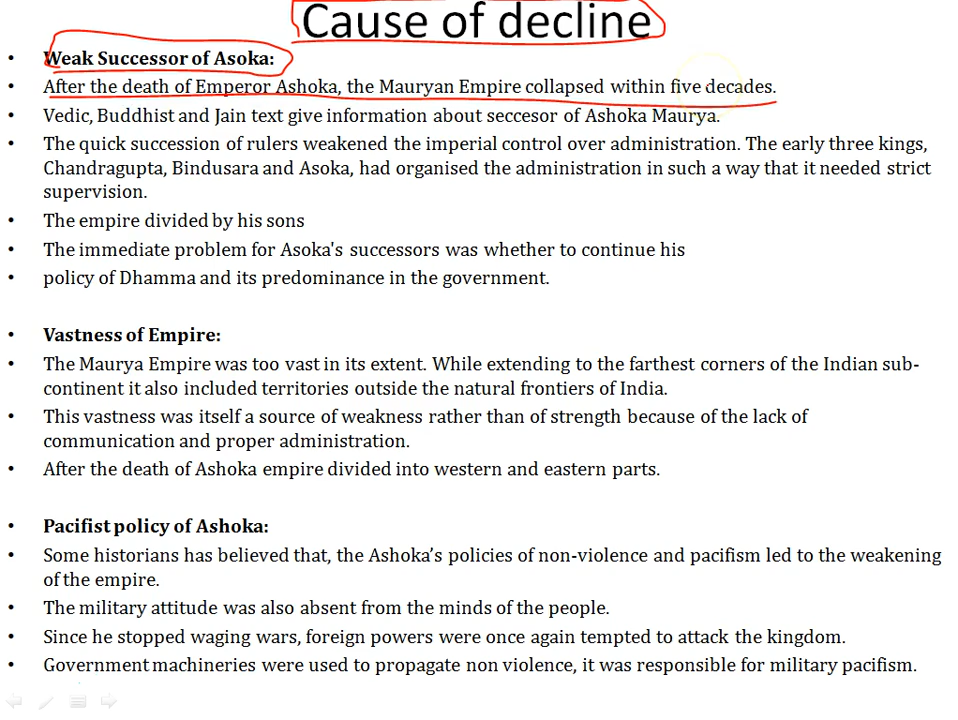 Cause of decline
• Weak Successor of Asoka:
• After the death of Emperor Ashoka, the Mauryan Empire collapsed within five decades.
• Vedic, Buddhist and Jain text give information about seccesor of Ashoka Maurya.
• The quick succession of rulers weakened the imperial control over administration. The early three kings,
Chandragupta, Bindusara and Asoka, had organised the administration in such a way that it needed strict
supervision.
• The empire divided by his sons
• The immediate problem for Asoka's successors was whether to continue his
• policy of Dhamma and its predominance in the government.
• Vastness of Empire:
• The Maurya Empire was too vast in its extent. While extending to the farthest corners of the Indian sub-
continent it also included territories outside the natural frontiers of India.
• This vastness was itself a source of weakness rather than of strength because of the lack of
communication and proper administration.
• After the death of Ashoka empire divided into western and eastern parts.
• Pacifist policy of Ashoka:
• Some historians has believed that, the Ashoka’s policies of non-violence and pacifism led to the weakening
of the empire.
• The military attitude was also absent from the minds of the people.
• Since he stopped waging wars, foreign powers were once again tempted to attack the kingdom.
• Government machineries were used to propagate non violence, it was responsible for military pacifism.